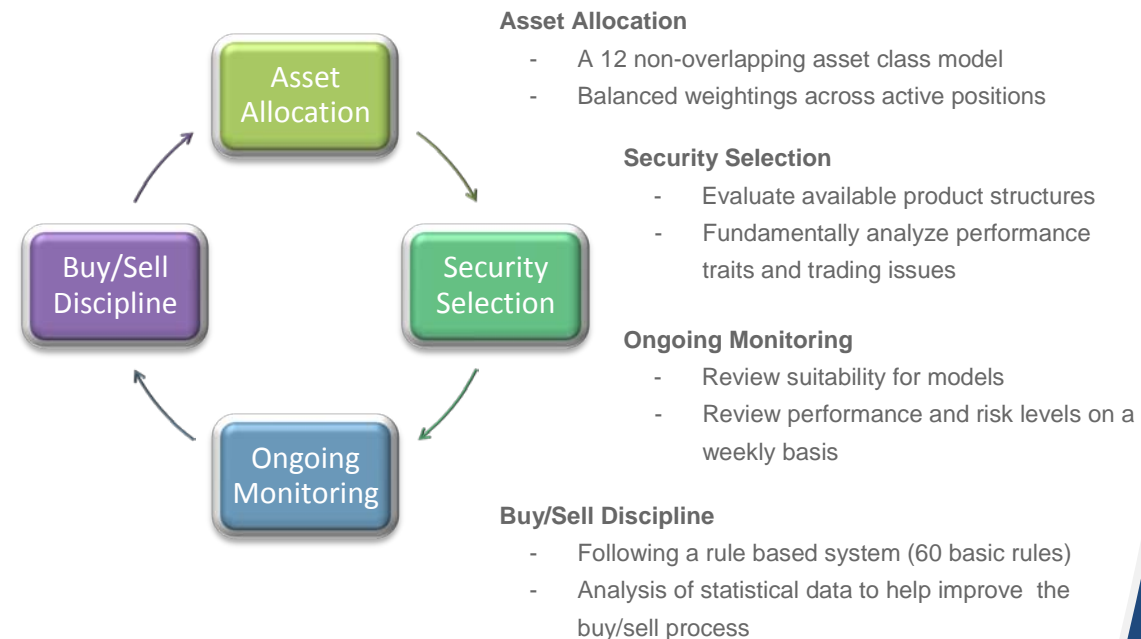 Asset
Allocation
Security
Selection
Ongoing
Monitoring
Buy/Sell
Discipline
Asset Allocation
- A 12 non-overlapping asset class model
- Balanced weightings across active positions
Security Selection
- Evaluate available product structures
- Fundamentally analyze performance
traits and trading issues
Ongoing Monitoring
- Review suitability for models
- Review performance and risk levels on a
weekly basis
Buy/Sell Discipline
- Following a rule based system (60 basic rules)
- Analysis of statistical data to help improve  the
buy/sell process